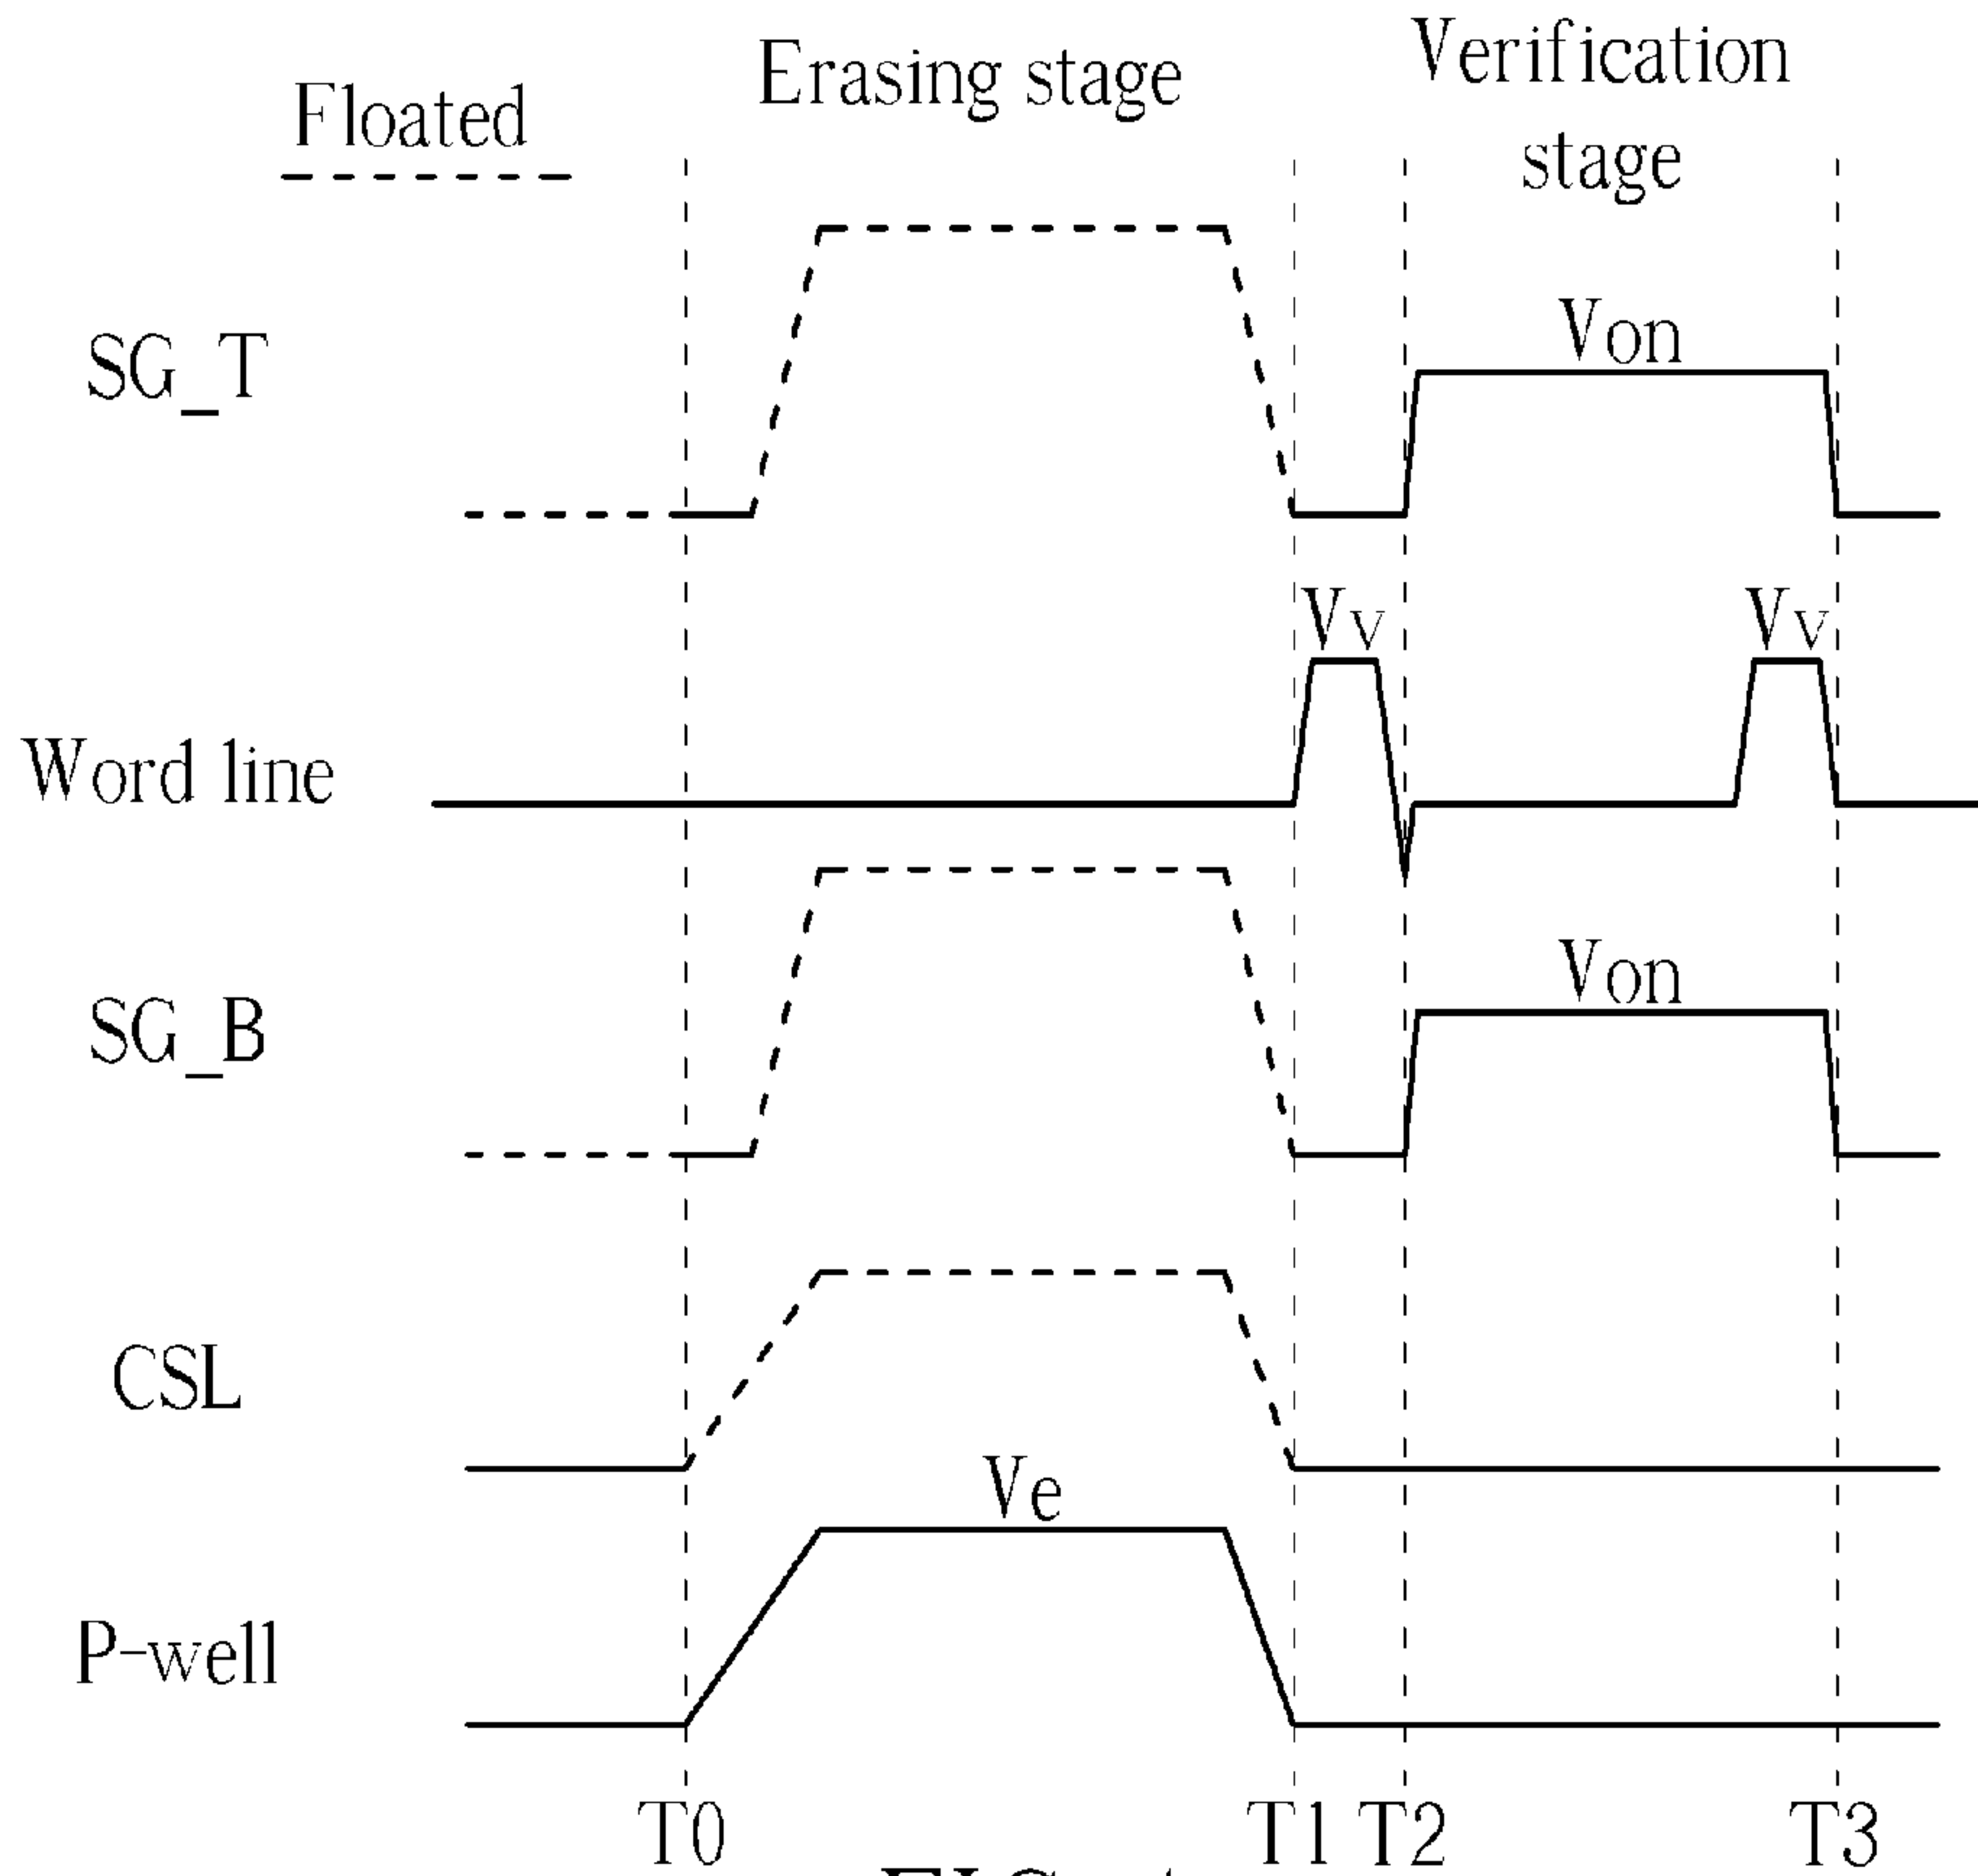 Floated
Erasing stage
Verification
stage
SG_T
Von
Vv
Vv
Word line
SG_B
Von
CSL
Ve
P-well
T0
T1
T2
T3